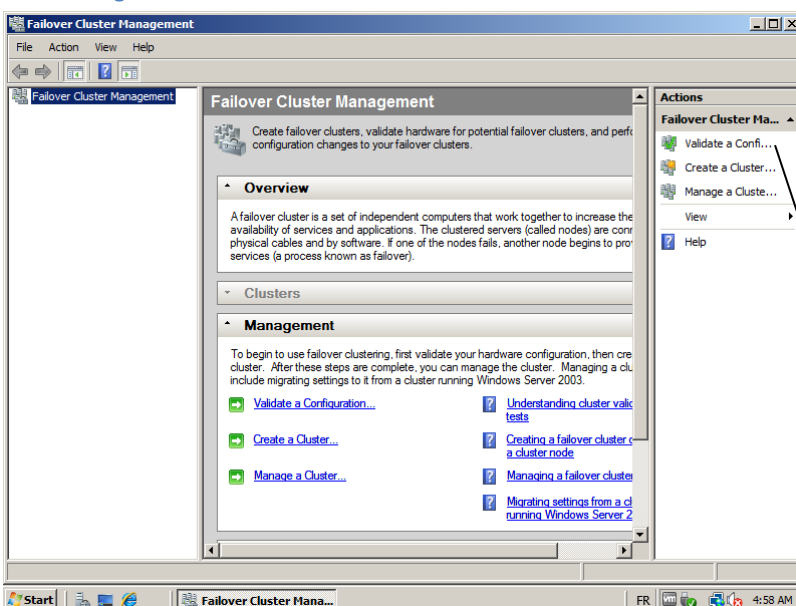 Failover Cluster Management
File Action View Help
Failover Cluster Management
Failover Cluster Management
Create failover clusters, validate hardware for potential failover clusters, and perfo
configuration changes to your failover clusters.
Overview
A failover cluster is a set of independent computers that work together to increase the
availability of services and applications. The clustered servers (called nodes) are conn
physical cables and by software. If one of the nodes fails, another node begins to prov
services (a process known as failover).
Clusters
Management
To begin to use failover clustering, first validate your hardware configuration, then cre
cluster. After these steps are complete, you can manage the cluster. Managing a clu
include migrating settings to it from a cluster running Windows Server 2003.
Validate a Configuration...
Understanding cluster valid
tests
Create a Cluster...
Creating a failover cluster o
a cluster node
Manage a Cluster...
Managing a failover cluster
Migrating settings from a cl
running Windows Server 2
Actions
Failover Cluster Ma...
Validate a Confi...
Create a Cluster...
Manage a Cluste...
View
Help
Start
Failover Cluster Mana...
FR
4:58 AM